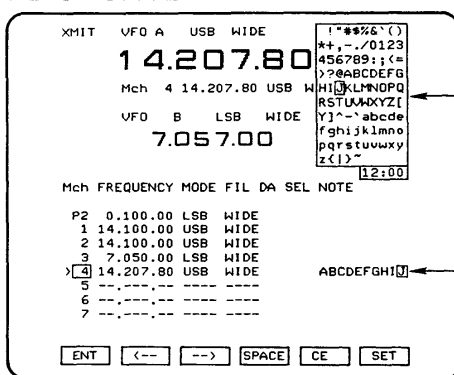 XMIT VFO A USB WIDE
14.207.80
Mch 4 14.207.80 USB W
VFO B LSB WIDE
7.057.00
!"#$%&`()
*+,-./0123
456789:;<=
>?@ABCDEFG
HIJKLMNOPQ
RSTUVWXYZ[
Y]^-`abcde
fghijklmno
pqrstuvwxy
z{|}~
12:00
Mch FREQUENCY MODE FIL DA SEL NOTE
P2 0.100.00 LSB WIDE
1 14.100.00 USB WIDE
2 14.100.00 USB WIDE
3 7.050.00 LSB WIDE
>4 14.207.80 USB WIDE ABCDEFGHIJ
5 --.---.-- --- ----
6 --.---.-- --- ----
7 --.---.-- --- ----
ENT <-- --> SPACE CE SET